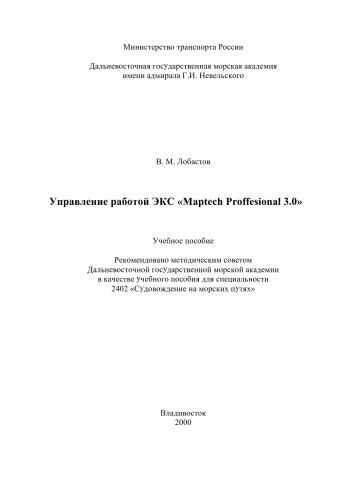 Министерство транспорта России
Дальневосточная государственная морская академия
имени адмирала Г.И. Невельского
В. М. Лобастов
Управление работой ЭКС «Maptech Proffesional 3.0»
Учебное пособие
Рекомендовано методическим советом
Дальневосточной государственной морской академии
в качестве учебного пособия для специальности
2402 «Судовождение на морских путях»
Владивосток
2000